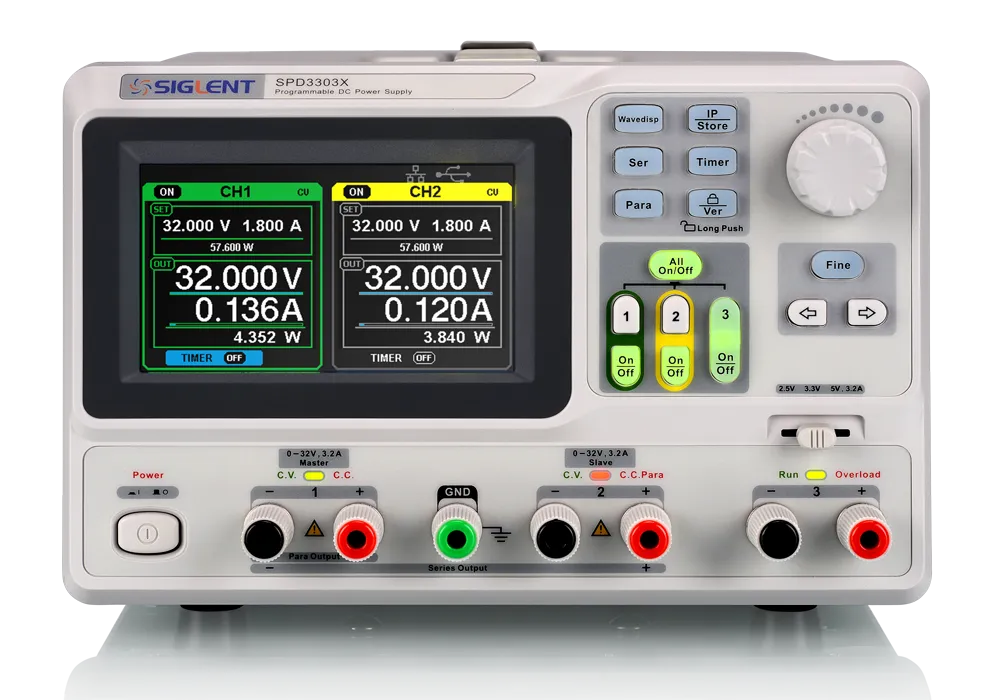 SIGLENT SPD3303X
Programmable DC Power Supply
ON CH1 CV
SET
32.000 V 1.800 A
57.600 W
OUT
32.000 V
0.136A
4.352 W
TIMER OFF
ON CH2 CV
SET
32.000 V 1.800 A
57.600 W
OUT
32.000 V
0.120A
3.840 W
TIMER OFF
Wavedisp
IP
Store
Ser
Timer
Para
Ver
Long Push
All
On/Off
1
2
3
On
Off
On
Off
On
Off
Fine
2.5V 3.3V 5V, 3.2A
Power
I O
0–32V, 3.2A
Master
C.V. C.C.
− 1 +
GND
0–32V, 3.2A
Slave
C.V. C.C.Para
− 2 +
Run Overload
− 3 +
Para Output
− Series Output +